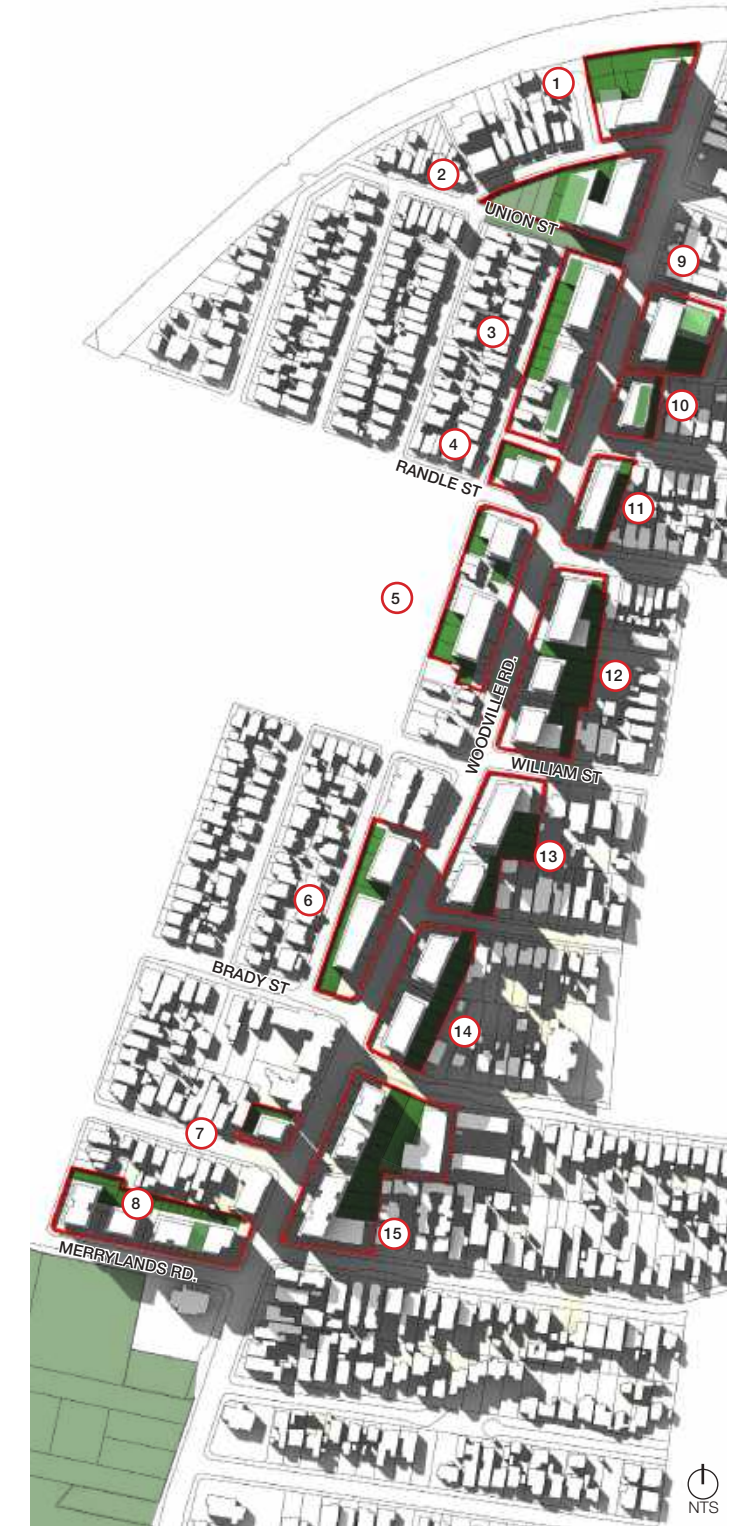 1
2
UNION ST
9
3
10
4
RANDLE ST
11
5
12
WOODVILLE RD.
WILLIAM ST
13
6
BRADY ST
14
7
8
15
MERRYLANDS RD.
NTS